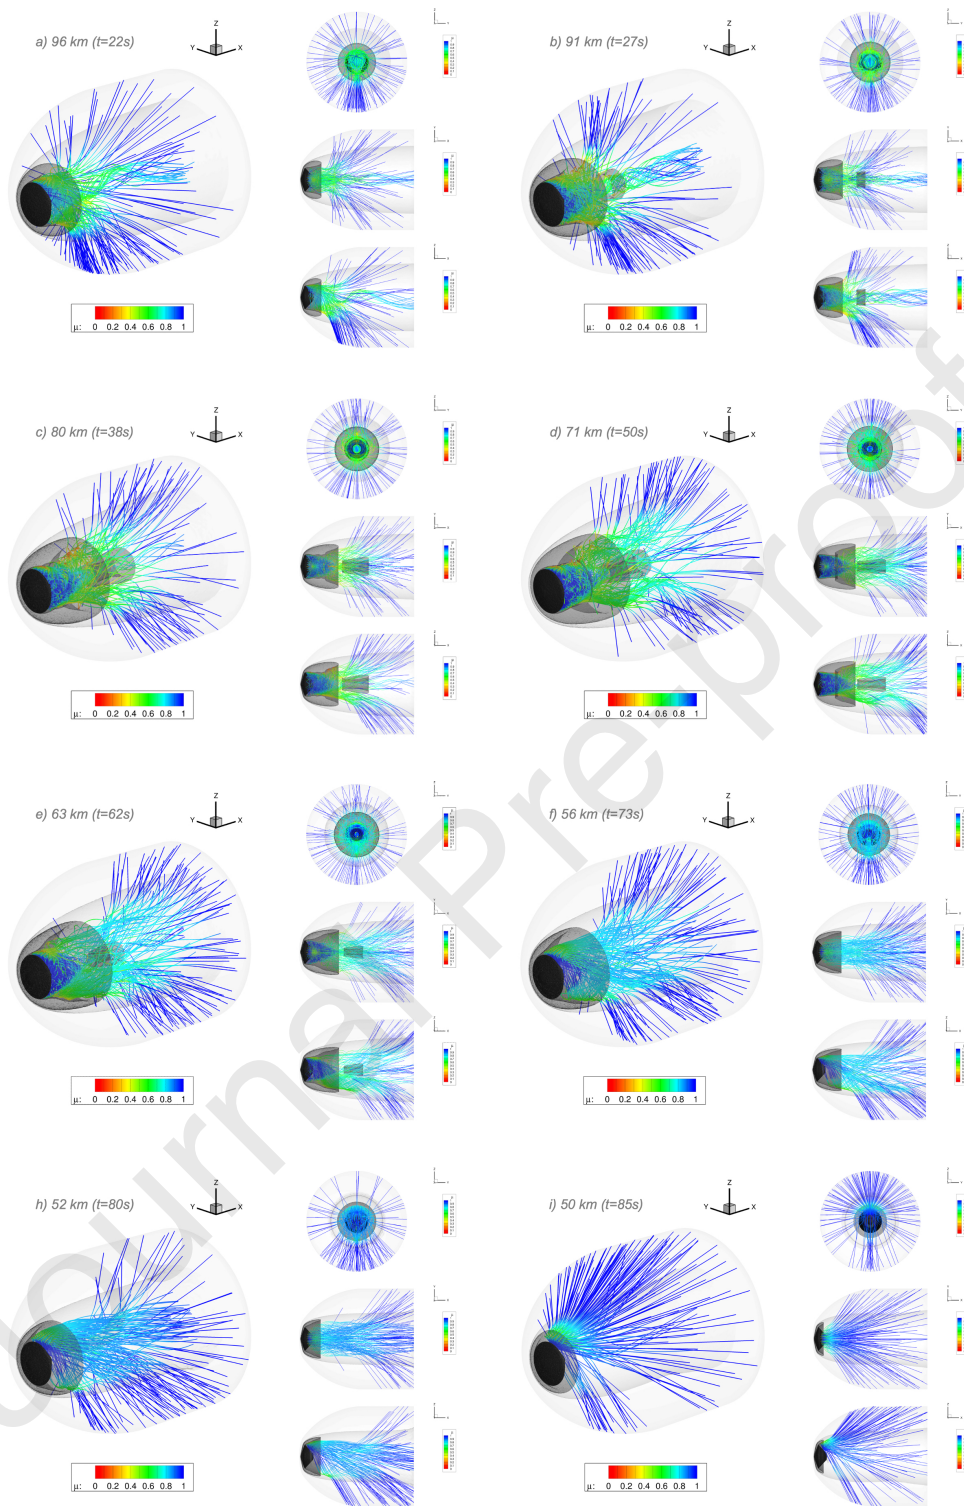 a) 96 km (t=22s)
Z
Y
X
μ: 0 0.2 0.4 0.6 0.8 1
b) 91 km (t=27s)
Z
Y
X
μ: 0 0.2 0.4 0.6 0.8 1
c) 80 km (t=38s)
Z
Y
X
μ: 0 0.2 0.4 0.6 0.8 1
d) 71 km (t=50s)
Z
Y
X
μ: 0 0.2 0.4 0.6 0.8 1
e) 63 km (t=62s)
Z
Y
X
μ: 0 0.2 0.4 0.6 0.8 1
f) 56 km (t=73s)
Z
Y
X
μ: 0 0.2 0.4 0.6 0.8 1
h) 52 km (t=80s)
Z
Y
X
μ: 0 0.2 0.4 0.6 0.8 1
i) 50 km (t=85s)
Z
Y
X
μ: 0 0.2 0.4 0.6 0.8 1
Journal Pre-proof